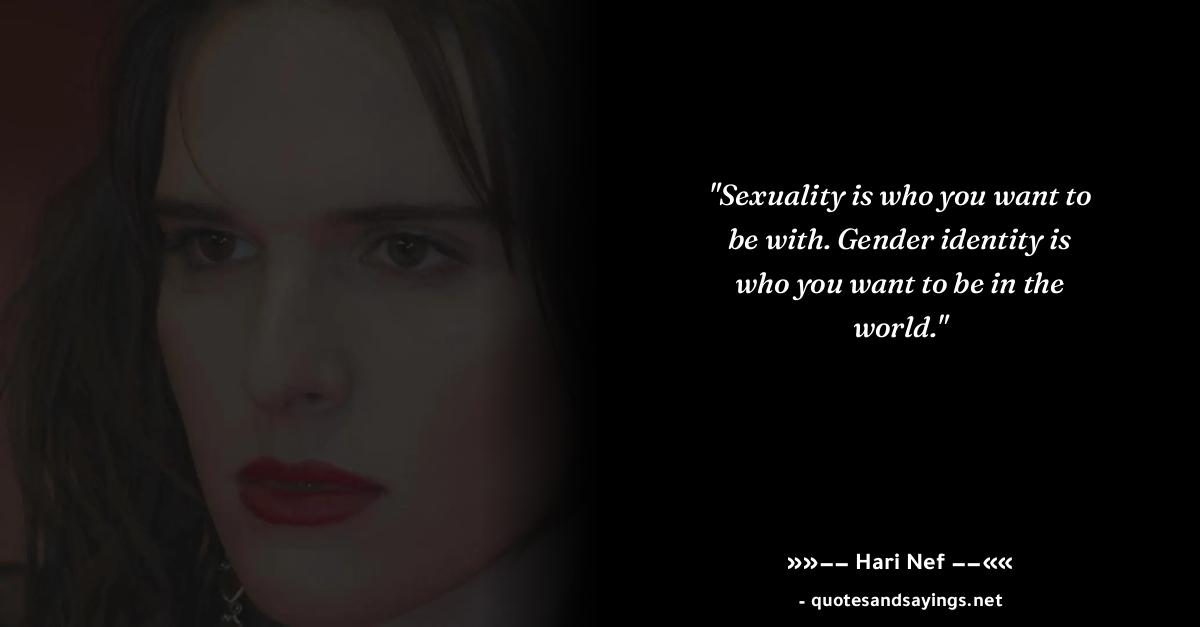 "Sexuality is who you want to
be with. Gender identity is
who you want to be in the
world."
»»–– Hari Nef ––««
- quotesandsayings.net